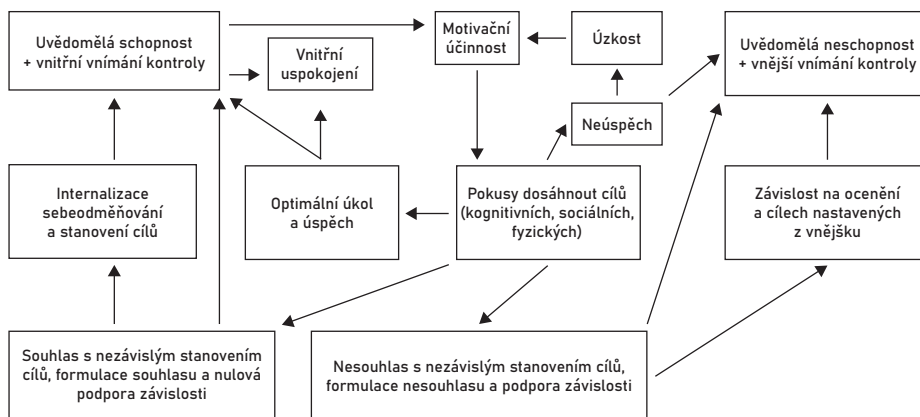 Uvědomělá schopnost
+ vnitřní vnímání kontroly
Vnitřní
uspokojení
Motivační
účinnost
Úzkost
Uvědomělá neschopnost
+ vnější vnímání kontroly
Neúspěch
Internalizace
sebeodměňování
a stanovení cílů
Optimální úkol
a úspěch
Pokusy dosáhnout cílů
(kognitivních, sociálních,
fyzických)
Závislost na ocenění
a cílech nastavených
z vnějšku
Souhlas s nezávislým stanovením
cílů, formulace souhlasu a nulová
podpora závislosti
Nesouhlas s nezávislým stanovením cílů,
formulace nesouhlasu a podpora závislosti